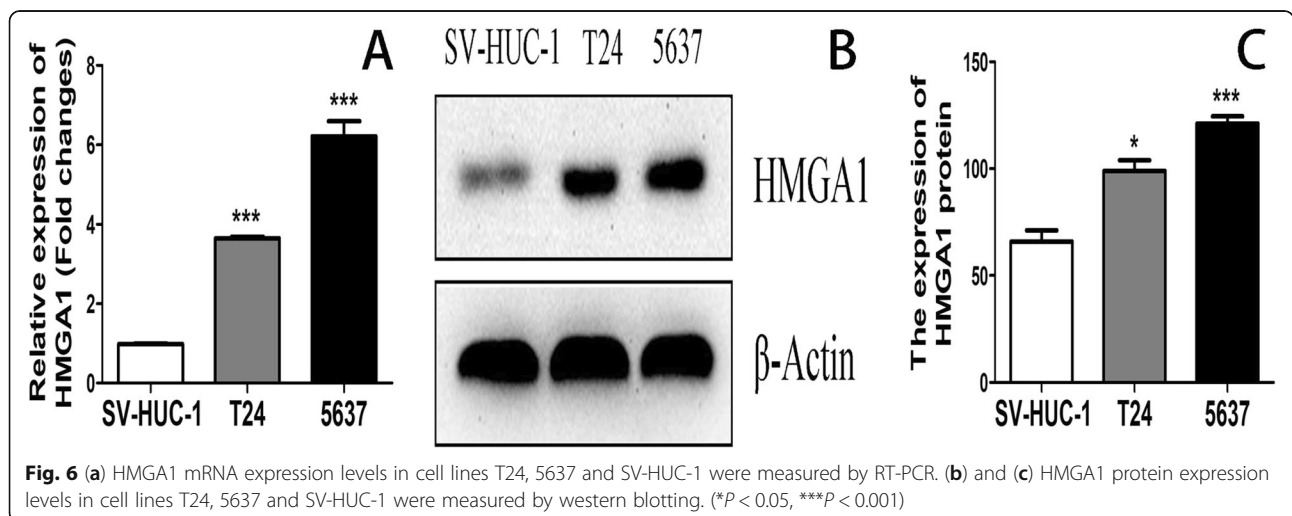 Relative expression of
HMGA1 (Fold changes)
A
8
6
4
2
0
***
***
SV-HUC-1 T24 5637
SV-HUC-1 T24 5637
B
HMGA1
β-Actin
The expression of
HMGA1 protein
C
150
100
50
0
*
***
SV-HUC-1 T24 5637
Fig. 6 (a) HMGA1 mRNA expression levels in cell lines T24, 5637 and SV-HUC-1 were measured by RT-PCR. (b) and (c) HMGA1 protein expression
levels in cell lines T24, 5637 and SV-HUC-1 were measured by western blotting. (*P < 0.05, ***P < 0.001)